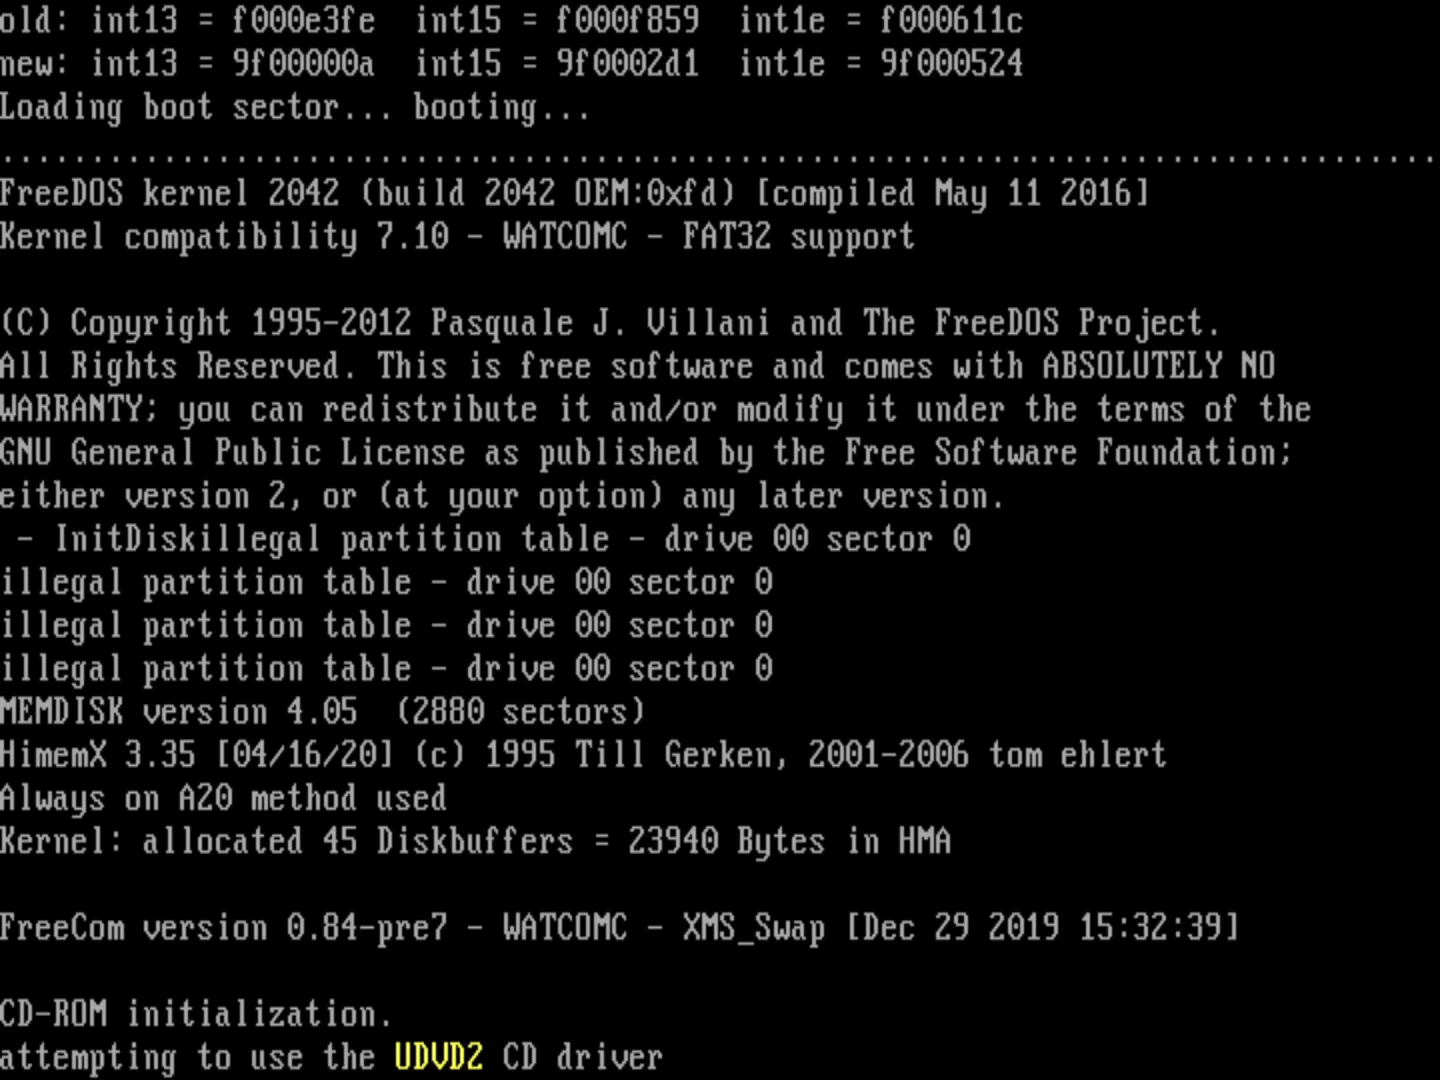 old: int13 = f000e3fe  int15 = f000f859  int1e = f000611c
new: int13 = 9f00000a  int15 = 9f0002d1  int1e = 9f000524
Loading boot sector... booting...
................................................................................
FreeDOS kernel 2042 (build 2042 OEM:0xfd) [compiled May 11 2016]
Kernel compatibility 7.10 - WATCOMC - FAT32 support

(C) Copyright 1995-2012 Pasquale J. Villani and The FreeDOS Project.
All Rights Reserved. This is free software and comes with ABSOLUTELY NO
WARRANTY; you can redistribute it and/or modify it under the terms of the
GNU General Public License as published by the Free Software Foundation;
either version 2, or (at your option) any later version.
 - InitDiskillegal partition table - drive 00 sector 0
illegal partition table - drive 00 sector 0
illegal partition table - drive 00 sector 0
illegal partition table - drive 00 sector 0
MEMDISK version 4.05  (2880 sectors)
HimemX 3.35 [04/16/20] (c) 1995 Till Gerken, 2001-2006 tom ehlert
Always on A20 method used
Kernel: allocated 45 Diskbuffers = 23940 Bytes in HMA

FreeCom version 0.84-pre7 - WATCOMC - XMS_Swap [Dec 29 2019 15:32:39]

CD-ROM initialization.
attempting to use the UDVD2 CD driver